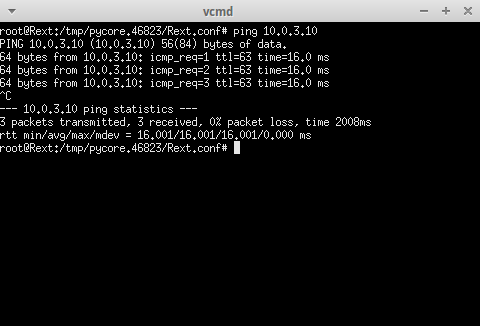 vcmd
root@Rext:/tmp/pycore.46823/Rext.conf# ping 10.0.3.10
PING 10.0.3.10 (10.0.3.10) 56(84) bytes of data.
64 bytes from 10.0.3.10: icmp_req=1 ttl=63 time=16.0 ms
64 bytes from 10.0.3.10: icmp_req=2 ttl=63 time=16.0 ms
64 bytes from 10.0.3.10: icmp_req=3 ttl=63 time=16.0 ms
^C
--- 10.0.3.10 ping statistics ---
3 packets transmitted, 3 received, 0% packet loss, time 2008ms
rtt min/avg/max/mdev = 16.001/16.001/16.001/0.000 ms
root@Rext:/tmp/pycore.46823/Rext.conf#